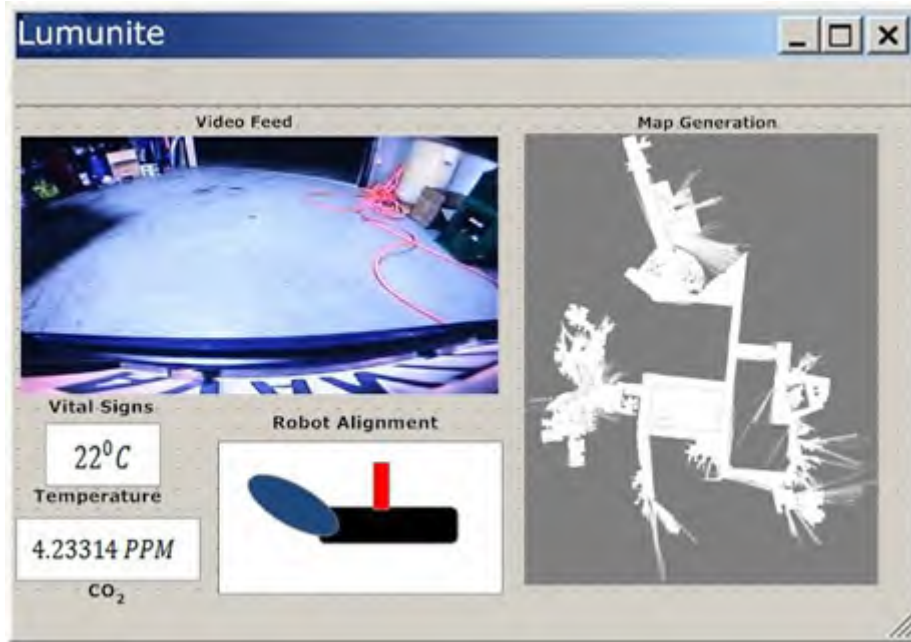 Lumunite
Video Feed
Map Generation
Vital Signs
22⁰C
Temperature
4.23314 PPM
CO₂
Robot Alignment